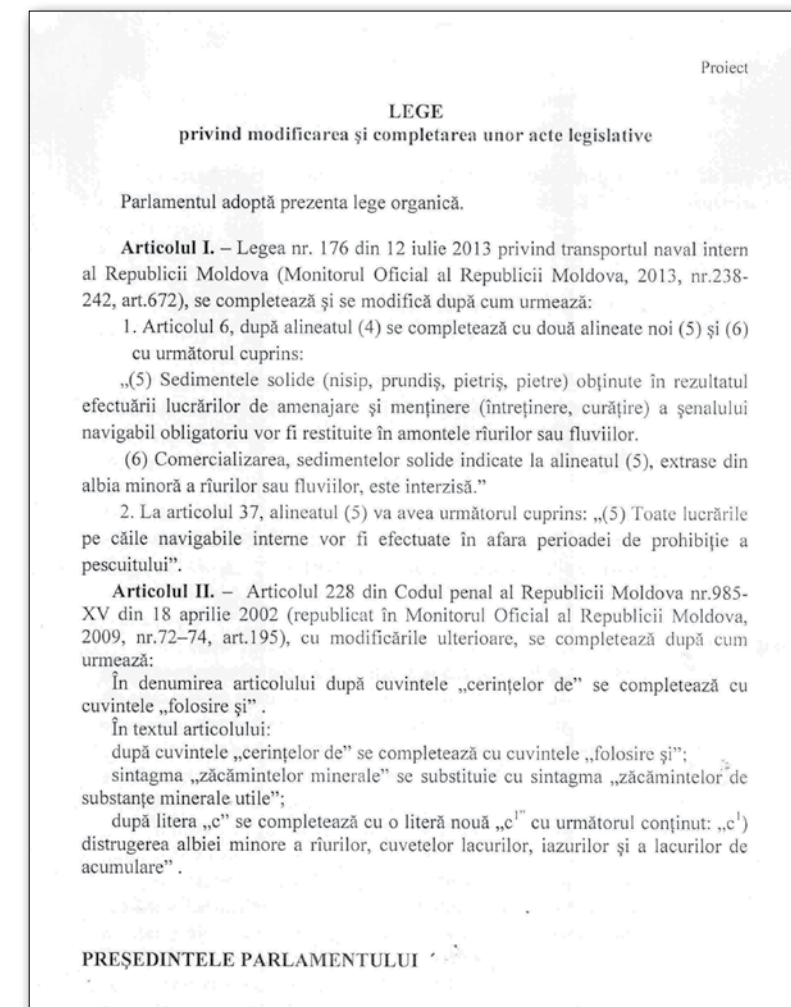 Proiect
LEGE
privind modificarea şi completarea unor acte legislative
Parlamentul adoptă prezenta lege organică.
Articolul I. – Legea nr. 176 din 12 iulie 2013 privind transportul naval intern
al Republicii Moldova (Monitorul Oficial al Republicii Moldova, 2013, nr.238-
242, art.672), se completează şi se modifică după cum urmează:
1. Articolul 6, după alineatul (4) se completează cu două alineate noi (5) şi (6)
cu următorul cuprins:
„(5) Sedimentele solide (nisip, prundiş, pietriş, pietre) obţinute în rezultatul
efectuării lucrărilor de amenajare şi menţinere (întreţinere, curăţire) a şenalului
navigabil obligatoriu vor fi restituite în amontele rîurilor sau fluviilor.
(6) Comercializarea, sedimentelor solide indicate la alineatul (5), extrase din
albia minoră a rîurilor sau fluviilor, este interzisă.”
2. La articolul 37, alineatul (5) va avea următorul cuprins: „(5) Toate lucrările
pe căile navigabile interne vor fi efectuate în afara perioadei de prohibiţie a
pescuitului”.
Articolul II. – Articolul 228 din Codul penal al Republicii Moldova nr.985-
XV din 18 aprilie 2002 (republicat în Monitorul Oficial al Republicii Moldova,
2009, nr.72–74, art.195), cu modificările ulterioare, se completează după cum
urmează:
În denumirea articolului după cuvintele „cerinţelor de” se completează cu
cuvintele „folosire şi” .
În textul articolului:
după cuvintele „cerinţelor de” se completează cu cuvintele „folosire şi”;
sintagma „zăcămintelor minerale” se substituie cu sintagma „zăcămintelor de
substanţe minerale utile”;
după litera „c” se completează cu o literă nouă „c¹” cu următorul conţinut: „c¹)
distrugerea albiei minore a rîurilor, cuvetelor lacurilor, iazurilor şi a lacurilor de
acumulare” .
PREŞEDINTELE PARLAMENTULUI